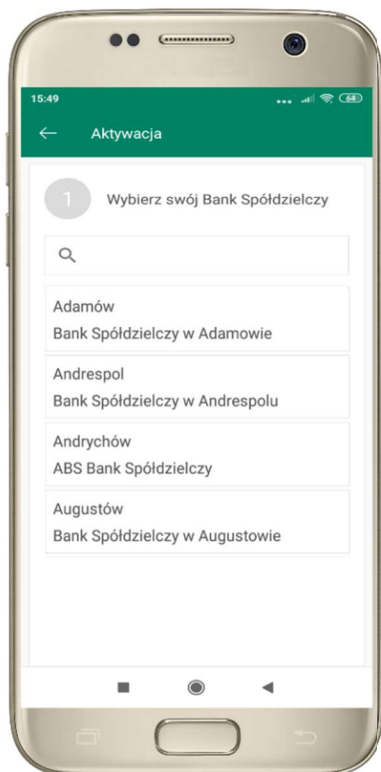 15:49
64
Aktywacja
1
Wybierz swój Bank Spółdzielczy
Adamów
Bank Spółdzielczy w Adamowie
Andrespol
Bank Spółdzielczy w Andrespolu
Andrychów
ABS Bank Spółdzielczy
Augustów
Bank Spółdzielczy w Augustowie